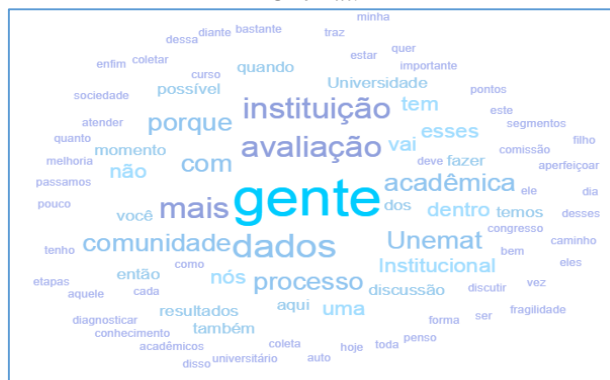 minha
dessa diante bastante traz
enfim coletar estar quer
curso quando importante
sociedade possível Universidade pontos
atender instituição tem este
quanto porque esses segmentos
momento avaliação vai comissão filho
melhoria não com deve fazer aperfeiçoar
passamos acadêmica ele dia
pouco você mais gente dos dentro temos desses
tenho comunidade dados Unemat congresso caminho
como bem eles
etapas então nós processo Institucional discutir vez
aquele cada aqui uma discussão
diagnosticar resultados forma ser fragilidade
conhecimento também
acadêmicos coleta hoje toda penso
disso universitário auto